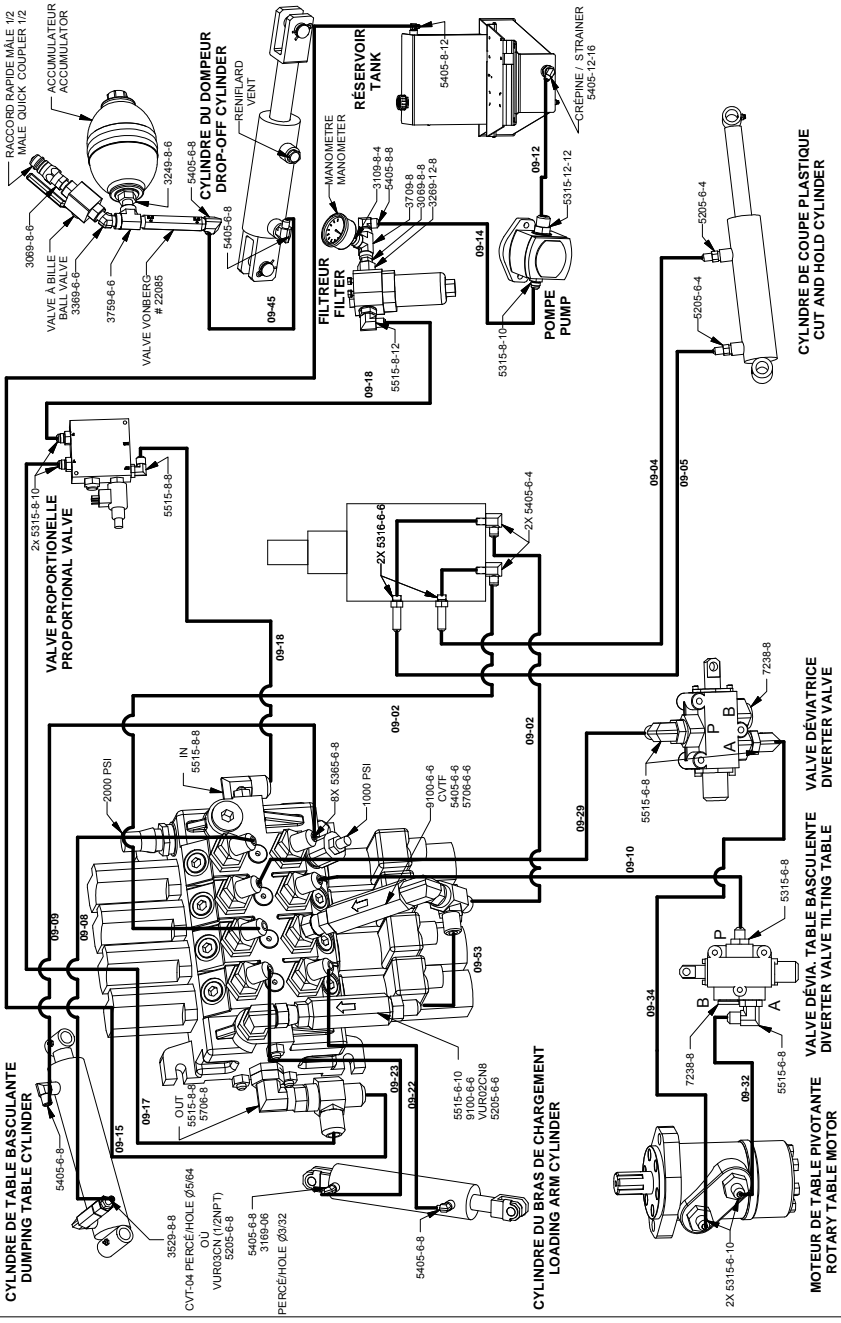 CYLNDRE DE TABLE BASCULANTE
DUMPING TABLE CYLINDER
5405-6-8
3529-8-8
CVT-04 PERCÉ/HOLE Ø5/64
OÙ
VUR03CN (1/2NPT)
5205-6-8
5405-6-8
3169-06
PERCÉ/HOLE Ø3/32
5405-6-8
CYLINDRE DU BRAS DE CHARGEMENT
LOADING ARM CYLINDER
09-09
09-08
09-15
09-17
OUT
5515-8-8
5706-8
09-23
09-22
2000 PSI
IN
5515-8-8
8X 5365-6-8
1000 PSI
9100-6-6
CVTF
5405-6-6
5706-6-6
09-53
5515-6-10
9100-6-6
VUR02CN8
5205-6-6
VALVE PROPORTIONELLE
PROPORTIONAL VALVE
2x 5315-8-10
5515-8-8
09-18
09-18
RACCORD RAPIDE MÂLE 1/2
MALE QUICK COUPLER 1/2
ACCUMULATEUR
ACCUMULATOR
3069-8-6
VALVE À BILLE
BALL VALVE
3369-6-6
3759-6-6
VALVE VONBERG
# 22085
3249-8-6
5405-6-8
CYLINDRE DU DOMPEUR
DROP-OFF CYLINDER
5405-6-8
RENIFLARD
VENT
09-45
MANOMETRE
MANOMETER
3109-8-4
5405-8-8
3709-8
3069-8-8
3269-12-8
FILTREUR
FILTER
5515-8-12
09-14
RÉSERVOIR
TANK
5405-8-12
CRÉPINE / STRAINER
5405-12-16
09-12
5315-12-12
5315-8-10
POMPE
PUMP
2X 5316-6-6
2X 5405-6-4
09-02
09-02
09-04
09-05
5205-6-4
5205-6-4
CYLNDRE DE COUPE PLASTIQUE
CUT AND HOLD CYLINDER
09-29
09-10
5515-6-8
7238-8
P
A
B
VALVE DÉVIATRICE
DIVERTER VALVE
09-34
09-32
5315-6-8
P
B
A
7238-8
5515-6-8
VALVE DÉVIA. TABLE BASCULENTE
DIVERTER VALVE TILTING TABLE
2X 5315-6-10
MOTEUR DE TABLE PIVOTANTE
ROTARY TABLE MOTOR